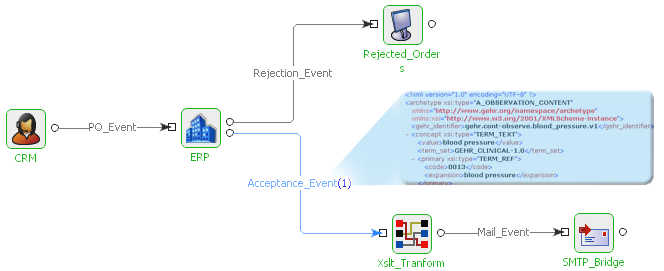 Rejected_Order
s
Rejection_Event
<?xml version="1.0" encoding="UTF-8" ?>
- <archetype xsi:type="A_OBSERVATION_CONTENT"
xmlns="http://www.gehr.org/namespace/archetype"
xmlns:xsi="http://www.w3.org/2001/XMLSchema-instance">
<gehr_identifier>gehr.cont-observe.blood_pressure.v1</gehr_identifier>
- <concept xsi:type="TERM_TEXT">
<value>blood pressure</value>
<term_set>GEHR_CLINICAL-1.0</term_set>
- <primary xsi:type="TERM_REF">
<code>0013</code>
<expansion>blood pressure</expansion>
</primary>
CRM
PO_Event
ERP
Acceptance_Event(1)
Xslt_Tranform
Mail_Event
SMTP_Bridge